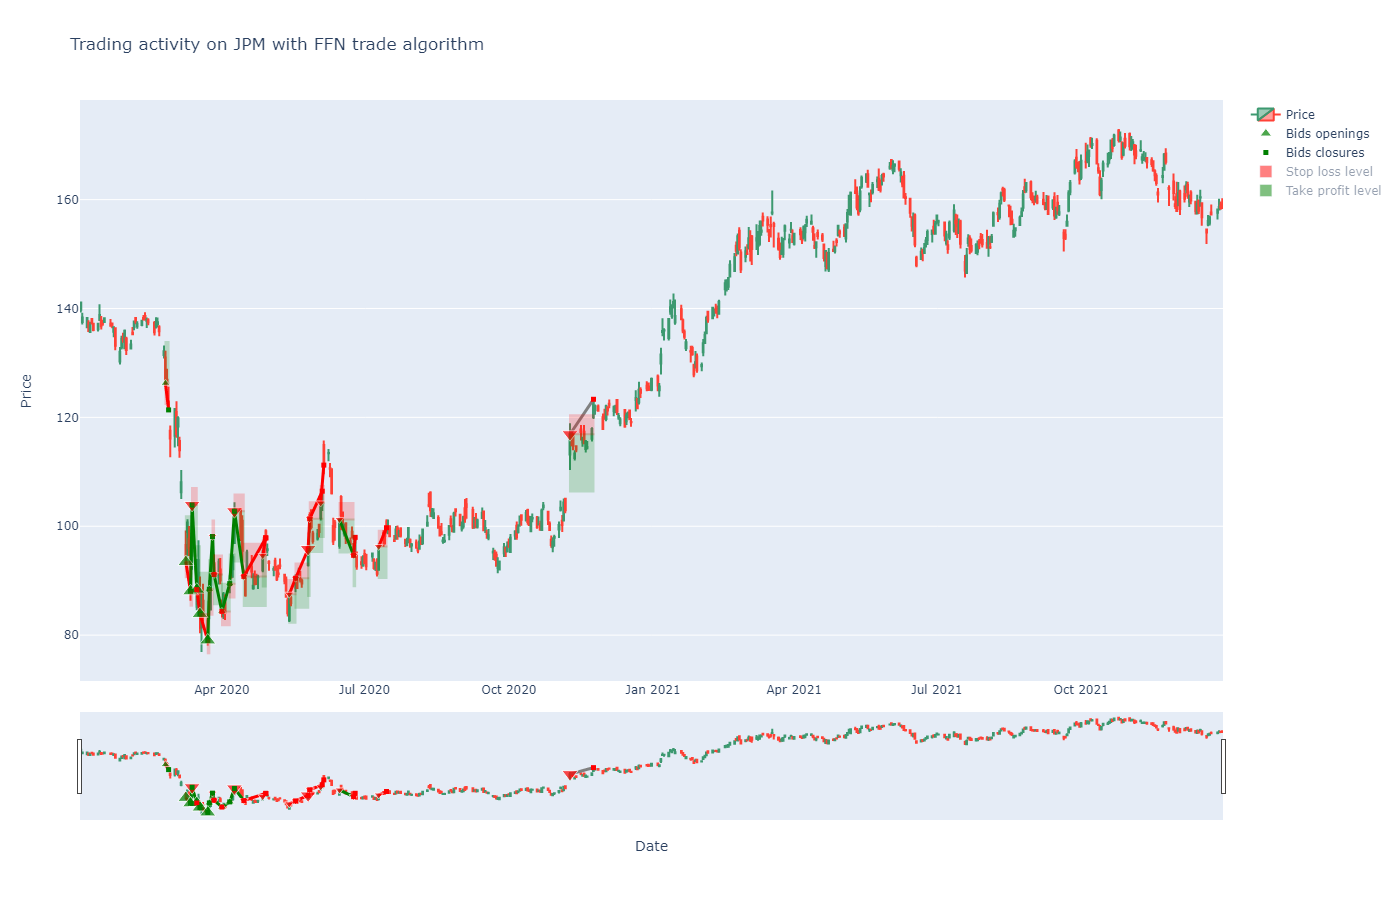 Trading activity on JPM with FFN trade algorithm
Price
Bids openings
Bids closures
Stop loss level
Take profit level
160
140
120
100
80
Price
Apr 2020
Jul 2020
Oct 2020
Jan 2021
Apr 2021
Jul 2021
Oct 2021
Date